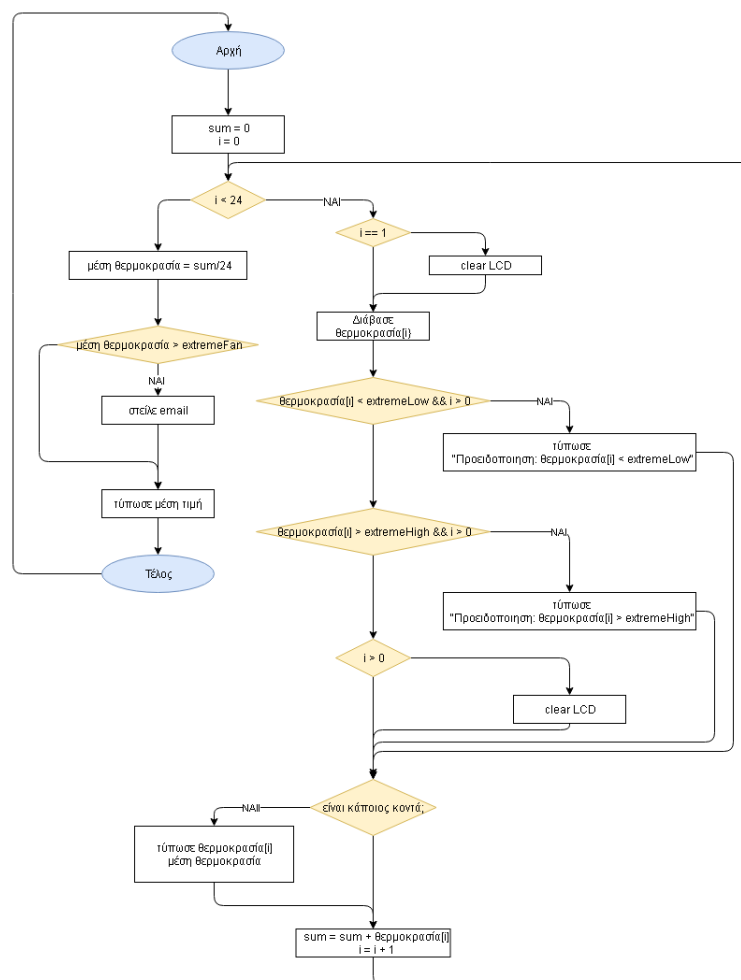 Αρχή
sum = 0
i = 0
i < 24
ΝΑΙ
i == 1
clear LCD
μέση θερμοκρασία = sum/24
Διάβασε
θερμοκρασία[i}
μέση θερμοκρασία > extremeFan
ΝΑΙ
στείλε email
θερμοκρασία[ι] < extremeLow && i > 0
ΝΑΙ
τύπωσε
"Προειδοποιηση: θερμοκρασία[i] < extremeLow"
τύπωσε μέση τιμή
θερμοκρασία[ι] > extremeHigh && i > 0
ΝΑΙ
Τέλος
τύπωσε
"Προειδοποιηση: θερμοκρασία[i] > extremeHigh"
i > 0
clear LCD
είναι κάποιος κοντά;
ΝΑΙΙ
τύπωσε θερμοκρασία[i]
μέση θερμοκρασία
sum = sum + θερμοκρασία[i]
i = i + 1